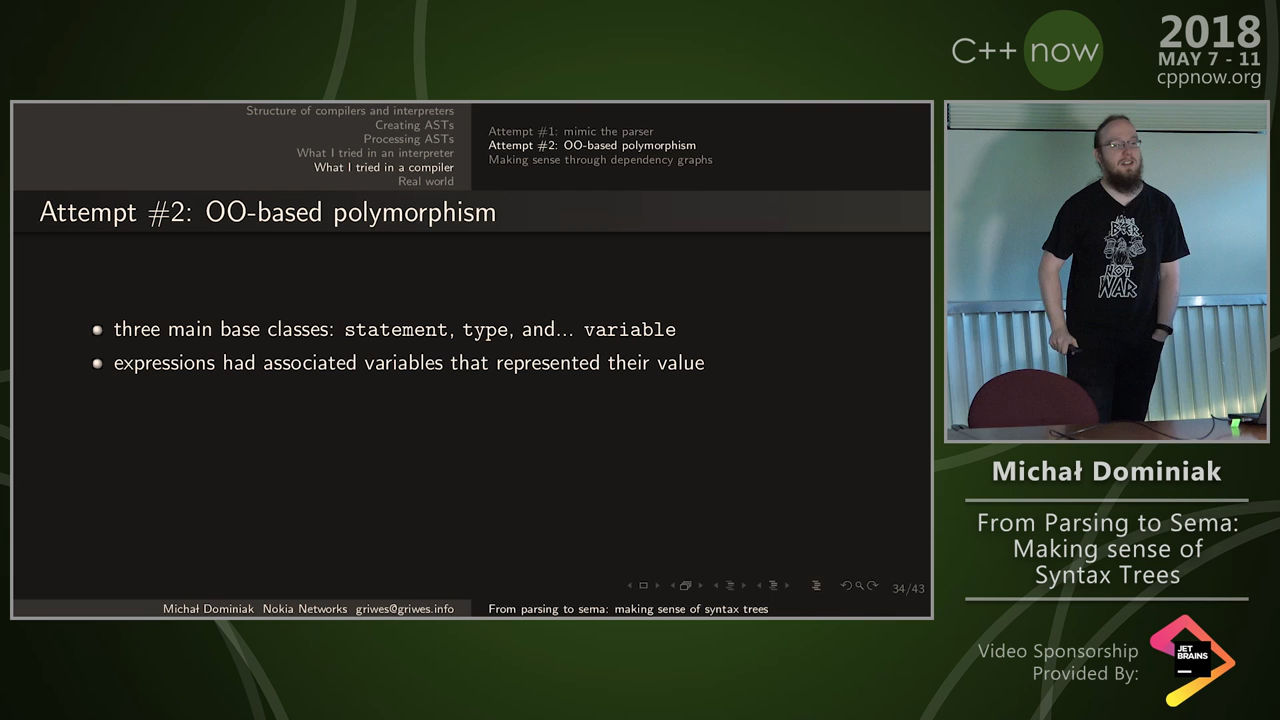 C++ now
2018
MAY 7 - 11
cppnow.org
Structure of compilers and interpreters
Creating ASTs
Processing ASTs
What I tried in an interpreter
What I tried in a compiler
Real world
Attempt #1: mimic the parser
Attempt #2: OO-based polymorphism
Making sense through dependency graphs
Attempt #2: OO-based polymorphism
three main base classes: statement, type, and... variable
expressions had associated variables that represented their value
34/43
Michał Dominiak Nokia Networks griwes@griwes.info
From parsing to sema: making sense of syntax trees
BEER
NOT
WAR
Michał Dominiak
From Parsing to Sema:
Making sense of
Syntax Trees
Video Sponsorship
Provided By:
JET
BRAINS